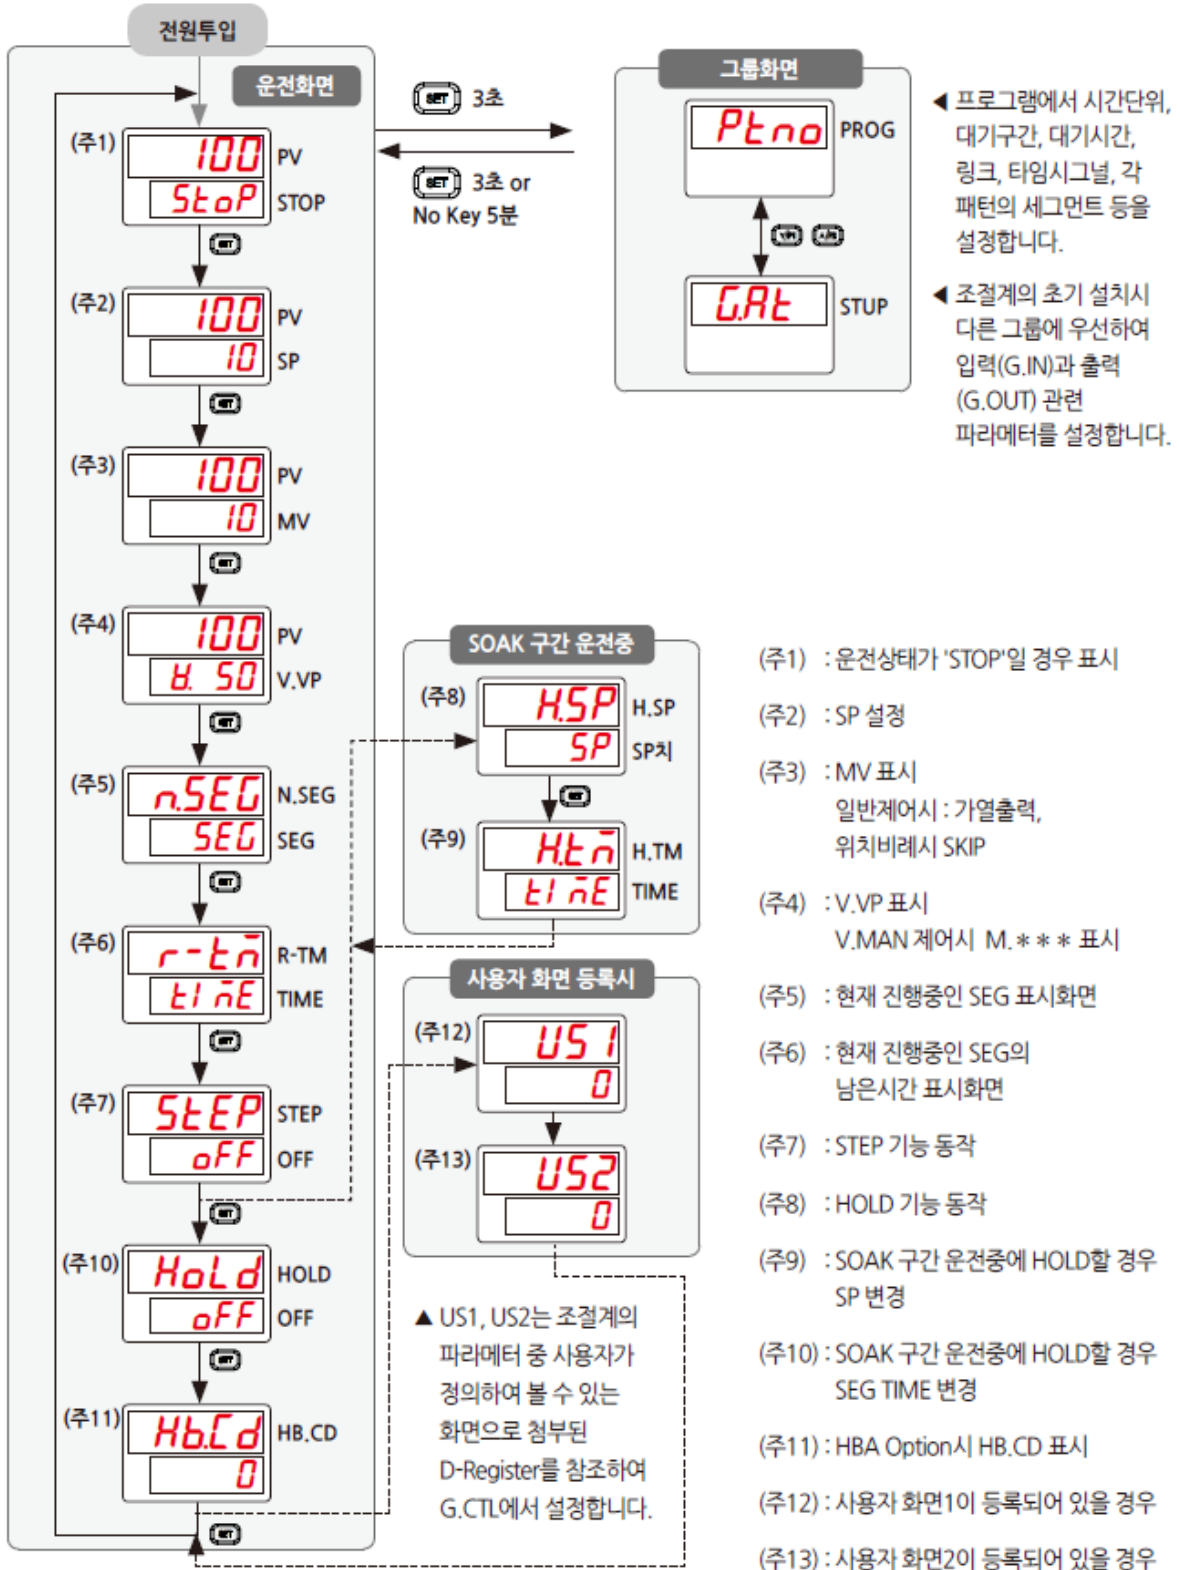 전원투입
운전화면
(주1)
100 PV
StoP STOP
SET
(주2)
100 PV
10 SP
SET
(주3)
100 PV
10 MV
SET
(주4)
100 PV
50 V.VP
SET
(주5)
n.SEG N.SEG
SEG SEG
SET
(주6)
r-tm R-TM
tImE TIME
SET
(주7)
StEP STEP
oFF OFF
SET
(주10)
HoLd HOLD
oFF OFF
SET
(주11)
Hb.Cd HB.CD
0
SET
SET 3초
SET 3초 or
No Key 5분
그룹화면
Ptno PROG
G.At STUP
◀ 프로그램에서 시간단위,
대기구간, 대기시간,
링크, 타임시그널, 각
패턴의 세그먼트 등을
설정합니다.
◀ 조절계의 초기 설치시
다른 그룹에 우선하여
입력(G.IN)과 출력
(G.OUT) 관련
파라메터를 설정합니다.
SOAK 구간 운전중
(주8)
H.SP H.SP
SP SP치
SET
(주9)
H.tm H.TM
tImE TIME
사용자 화면 등록시
(주12)
US1
0
(주13)
US2
0
▲ US1, US2는 조절계의
파라메터 중 사용자가
정의하여 볼 수 있는
화면으로 첨부된
D-Register를 참조하여
G.CTL에서 설정합니다.
(주1) : 운전상태가 'STOP'일 경우 표시
(주2) : SP 설정
(주3) : MV 표시
일반제어시 : 가열출력,
위치비례시 SKIP
(주4) : V.VP 표시
V.MAN 제어시 M.＊＊＊ 표시
(주5) : 현재 진행중인 SEG 표시화면
(주6) : 현재 진행중인 SEG의
남은시간 표시화면
(주7) : STEP 기능 동작
(주8) : HOLD 기능 동작
(주9) : SOAK 구간 운전중에 HOLD할 경우
SP 변경
(주10) : SOAK 구간 운전중에 HOLD할 경우
SEG TIME 변경
(주11) : HBA Option시 HB.CD 표시
(주12) : 사용자 화면1이 등록되어 있을 경우
(주13) : 사용자 화면2이 등록되어 있을 경우